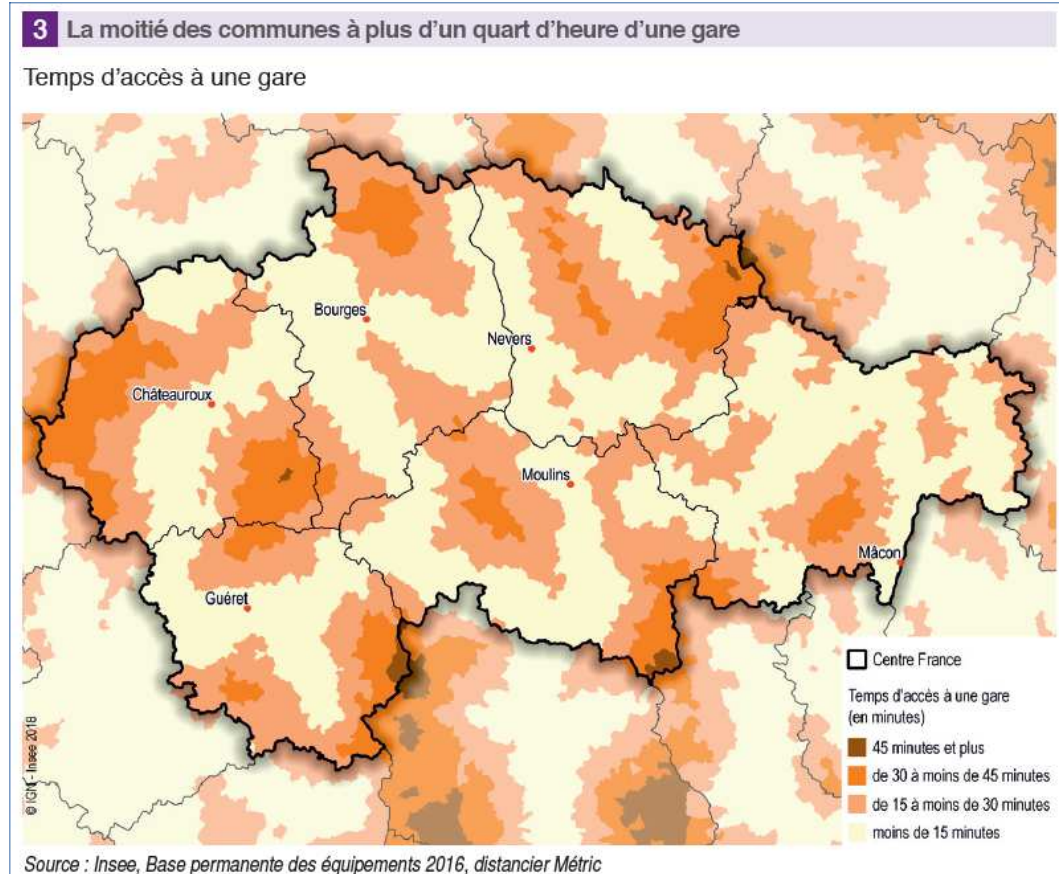 3 La moitié des communes à plus d'un quart d'heure d'une gare
Temps d'accès à une gare
Bourges
Nevers
Châteauroux
Moulins
Mâcon
Guéret
Centre France
Temps d'accès à une gare
(en minutes)
45 minutes et plus
de 30 à moins de 45 minutes
de 15 à moins de 30 minutes
moins de 15 minutes
© IGN - Insee 2018
Source : Insee, Base permanente des équipements 2016, distancier Métric